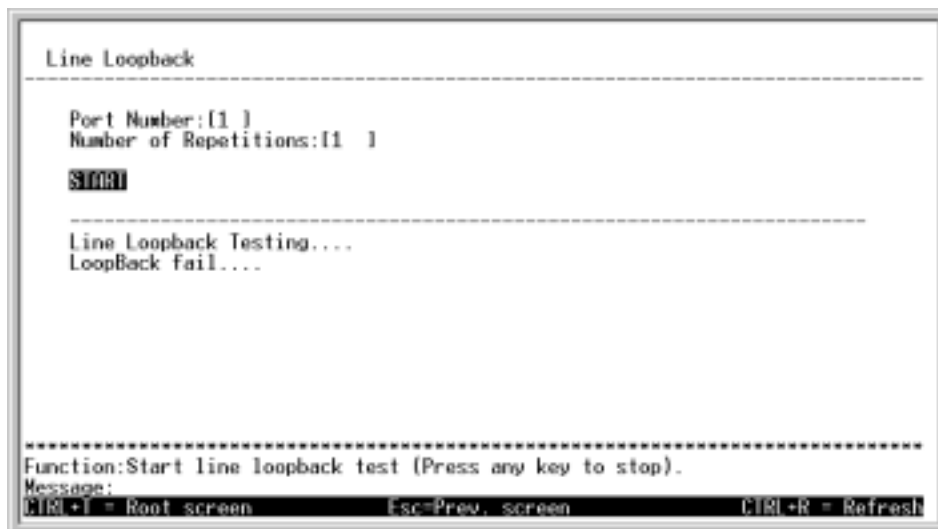 Line Loopback
Port Number:[1 ]
Number of Repetitions:[1  ]
START
Line Loopback Testing....
LoopBack fail....
Function:Start line loopback test (Press any key to stop).
Message:
CTRL+T = Root screen Esc=Prev. screen CTRL+R = Refresh